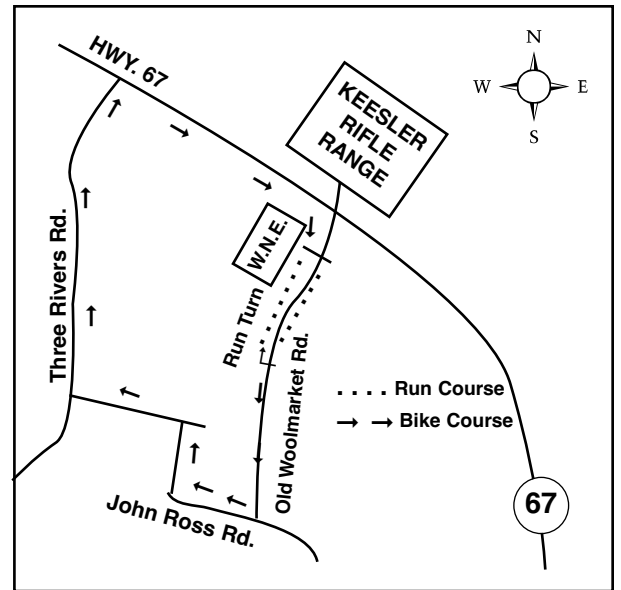 HWY. 67
KEESLER
RIFLE
RANGE
N
W E
S
W.N.E.
Three Rivers Rd.
Run Turn
Old Woolmarket Rd.
. . . . Run Course
→ → Bike Course
John Ross Rd.
67